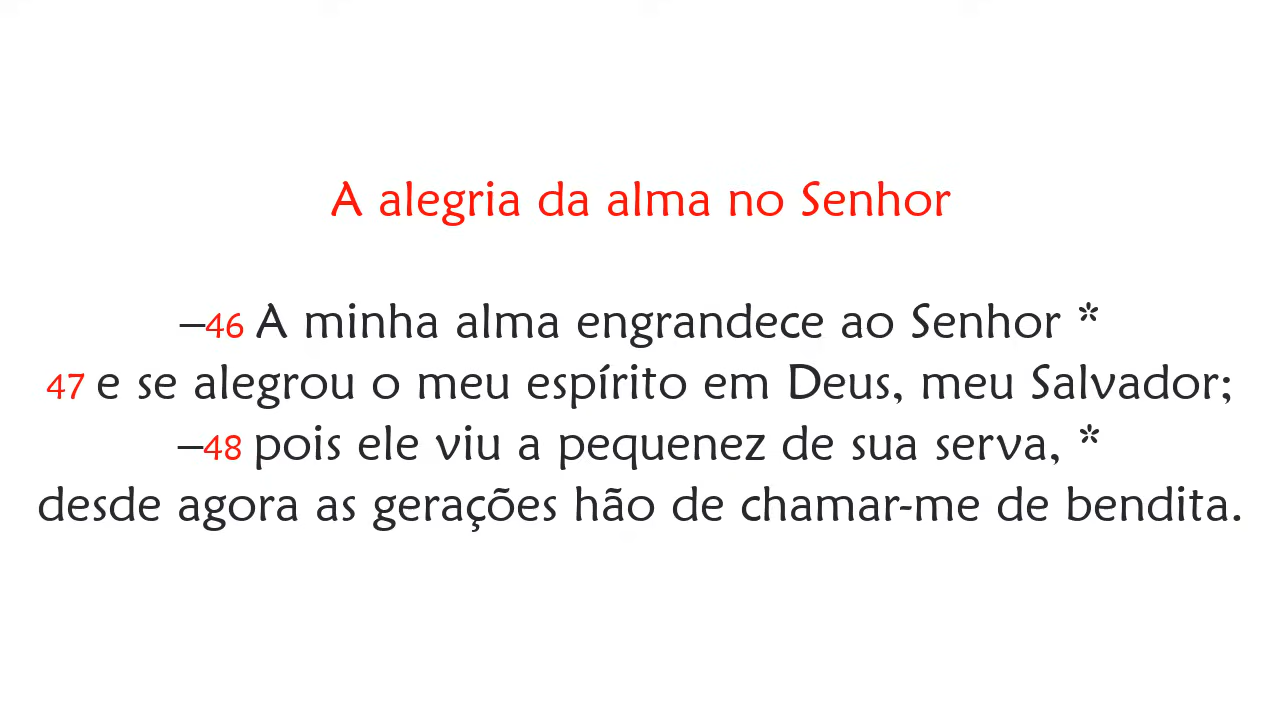 A alegria da alma no Senhor
–46 A minha alma engrandece ao Senhor *
47 e se alegrou o meu espírito em Deus, meu Salvador;
–48 pois ele viu a pequenez de sua serva, *
desde agora as gerações hão de chamar-me de bendita.